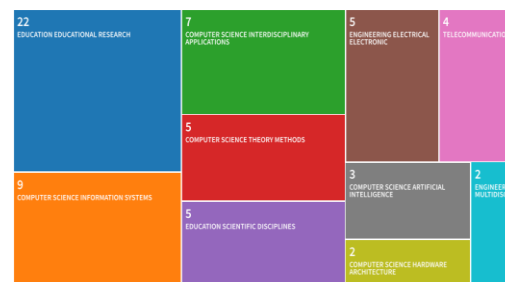 22
EDUCATION EDUCATIONAL RESEARCH
9
COMPUTER SCIENCE INFORMATION SYSTEMS
7
COMPUTER SCIENCE INTERDISCIPLINARY
APPLICATIONS
5
COMPUTER SCIENCE THEORY METHODS
5
EDUCATION SCIENTIFIC DISCIPLINES
5
ENGINEERING ELECTRICAL
ELECTRONIC
4
TELECOMMUNICATIO
3
COMPUTER SCIENCE ARTIFICIAL
INTELLIGENCE
2
COMPUTER SCIENCE HARDWARE
ARCHITECTURE
2
ENGINEER
MULTIDISC